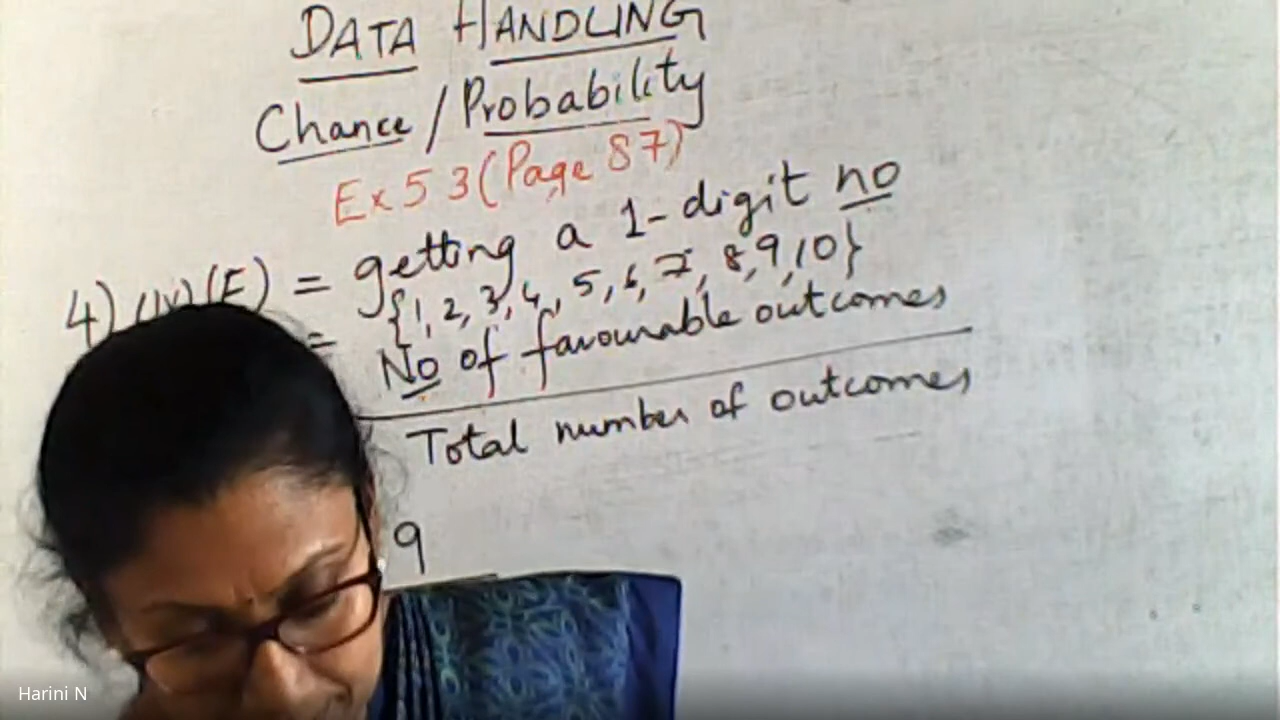 DATA HANDLING
Chance / Probability
Ex 5 3 (Page 87)
4) (iv) (E) = getting a 1-digit no
= {1, 2, 3, 4, 5, 6, 7, 8, 9, 10}
No of favourable outcomes
Total number of outcomes
9
Harini N